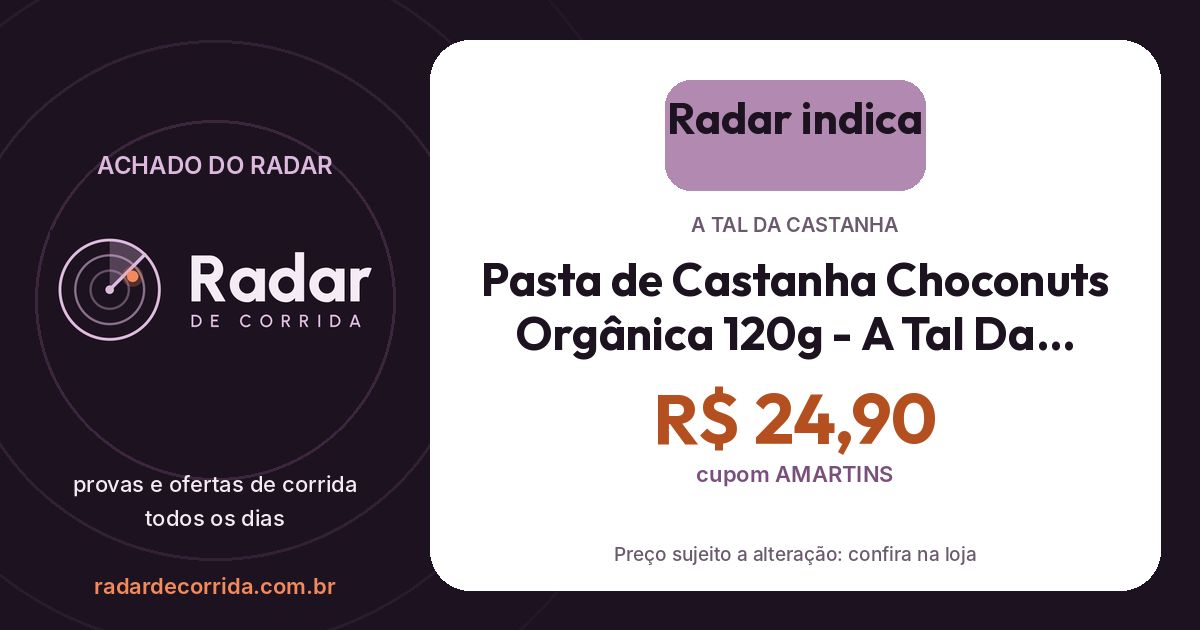 ACHADO DO RADAR
Radar
DE CORRIDA
provas e ofertas de corrida
todos os dias
radardecorrida.com.br
Radar indica
A TAL DA CASTANHA
Pasta de Castanha Choconuts
Orgânica 120g - A Tal Da...
R$ 24,90
cupom AMARTINS
Preço sujeito a alteração: confira na loja